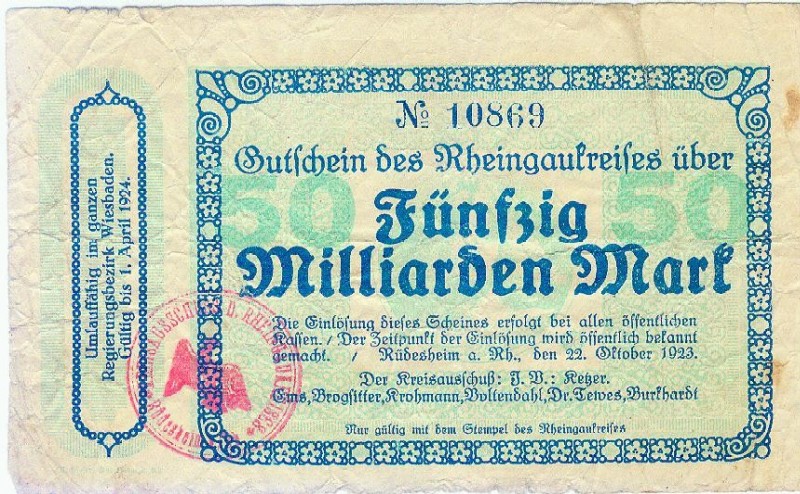 Umlauffähig im ganzen
Regierungsbezirk Wiesbaden.
Gültig bis 1. April 1924.
№ 10869
Gutschein des Rheingaukreises über
50 50
Fünfzig
Milliarden Mark
Die Einlösung dieses Scheines erfolgt bei allen öffentlichen
Kassen. / Der Zeitpunkt der Einlösung wird öffentlich bekannt
gemacht. / Rüdesheim a. Rh., den 22. Oktober 1923.
Der Kreisausschuß: J. V.: Ketzer.
Ems, Brogsitter, Krohmann, Boltendahl, Dr. Tewes, Burkhardt
Nur gültig mit dem Stempel des Rheingaukreises